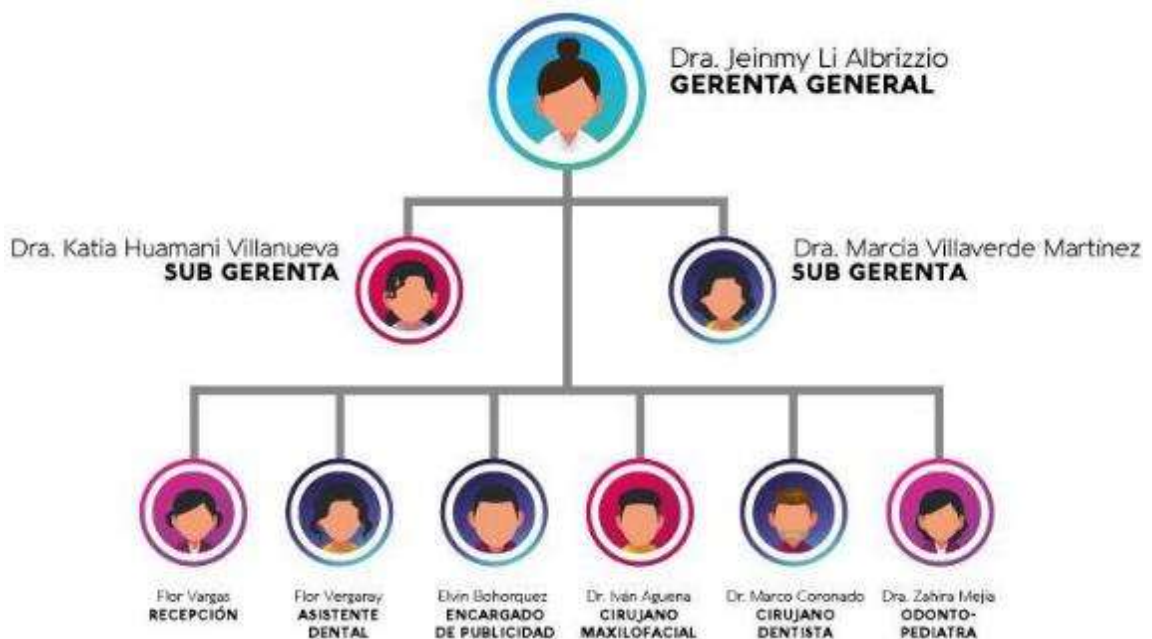 Dra. Jeinmy Li Albrizzio
GERENTA GENERAL
Dra. Katia Huamani Villanueva
SUB GERENTA
Dra. Marcia Villaverde Martínez
SUB GERENTA
Flor Vargas
RECEPCIÓN
Flor Vergaray
ASISTENTE
DENTAL
Elvin Bohorquez
ENCARGADO
DE PUBLICIDAD
Dr. Iván Aguena
CIRUJANO
MAXILOFACIAL
Dr. Marco Coronado
CIRUJANO
DENTISTA
Dra. Zahira Mejía
ODONTO-
PEDIATRA